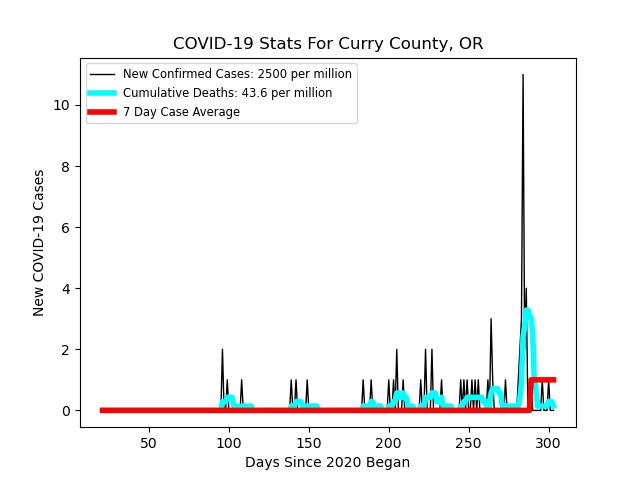 COVID-19 Stats For Curry County, OR
New Confirmed Cases: 2500 per million
Cumulative Deaths: 43.6 per million
7 Day Case Average
New COVID-19 Cases
10
8
6
4
2
0
50 100 150 200 250 300
Days Since 2020 Began